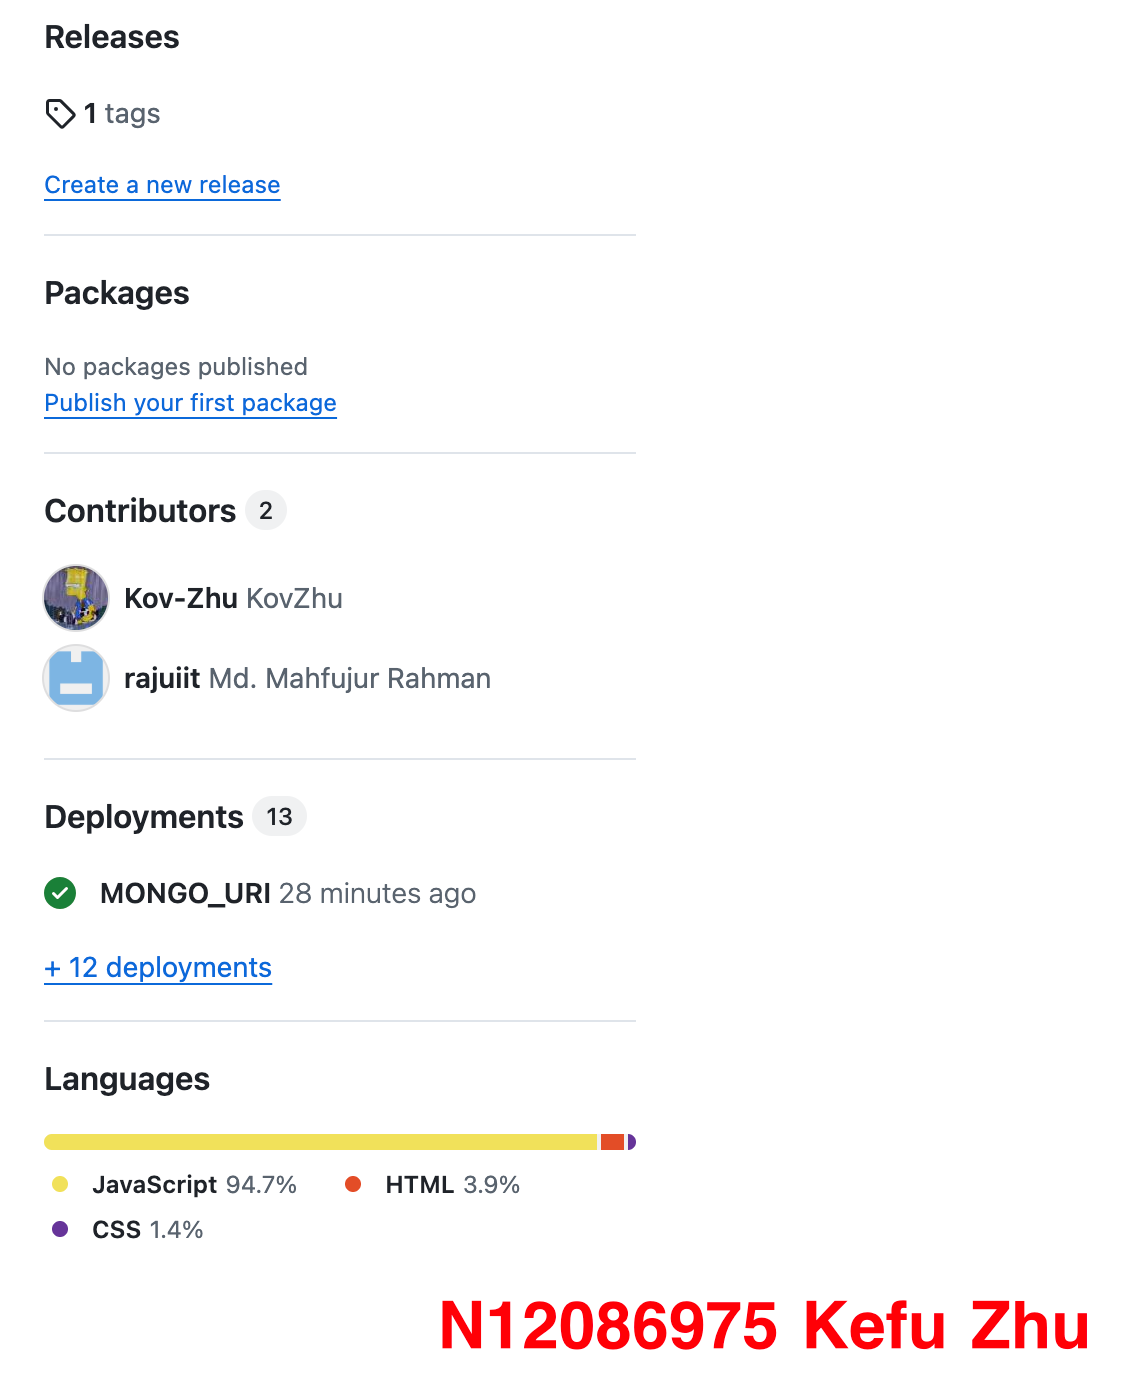 Releases
1 tags
Create a new release
Packages
No packages published
Publish your first package
Contributors 2
Kov-Zhu KovZhu
rajuiit Md. Mahfujur Rahman
Deployments 13
MONGO_URI 28 minutes ago
+ 12 deployments
Languages
JavaScript 94.7% HTML 3.9%
CSS 1.4%
N12086975 Kefu Zhu